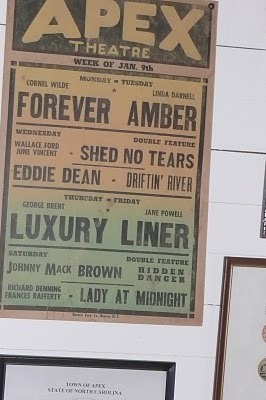 APEX
THEATRE
WEEK OF JAN. 9th
MONDAY - TUESDAY
CORNEL WILDE LINDA DARNELL
FOREVER AMBER
WEDNESDAY DOUBLE FEATURE
WALLACE FORD
JUNE VINCENT - SHED NO TEARS
EDDIE DEAN - DRIFTIN' RIVER
THURSDAY - FRIDAY
GEORGE BRENT JANE POWELL
LUXURY LINER
SATURDAY DOUBLE FEATURE
JOHNNY MACK BROWN HIDDEN DANGER
RICHARD DENNING
FRANCES RAFFERTY - LADY AT MIDNIGHT
TOWN OF APEX
STATE OF NORTH CAROLINA